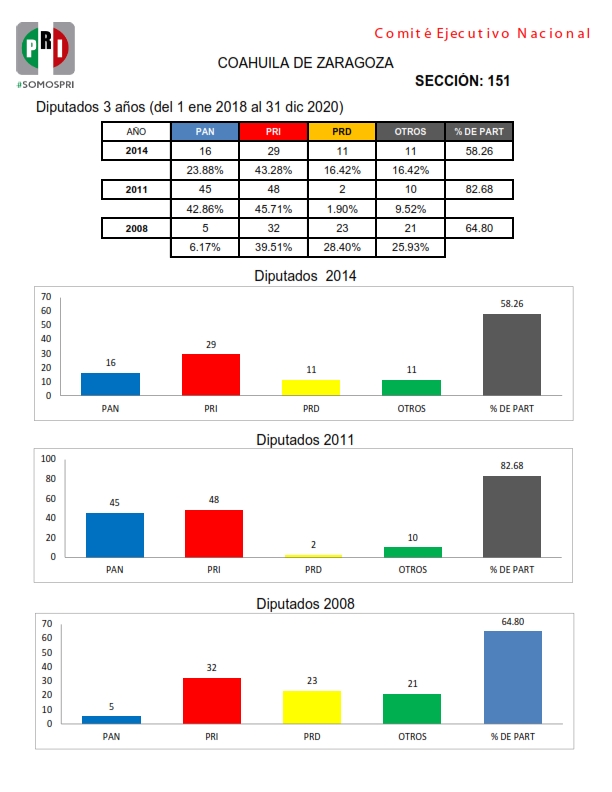 PRI
#SOMOSPRI
Comité Ejecutivo Nacional
COAHUILA DE ZARAGOZA
SECCIÓN: 151
Diputados 3 años (del 1 ene 2018 al 31 dic 2020)
AÑO PAN PRI PRD OTROS % DE PART
2014 16 29 11 11 58.26
23.88% 43.28% 16.42% 16.42%
2011 45 48 2 10 82.68
42.86% 45.71% 1.90% 9.52%
2008 5 32 23 21 64.80
6.17% 39.51% 28.40% 25.93%
Diputados 2014
70
60
50
40
30
20
10
0
16 29 11 11 58.26
PAN PRI PRD OTROS % DE PART
Diputados 2011
100
80
60
40
20
0
45 48 2 10 82.68
PAN PRI PRD OTROS % DE PART
Diputados 2008
70
60
50
40
30
20
10
0
5 32 23 21 64.80
PAN PRI PRD OTROS % DE PART